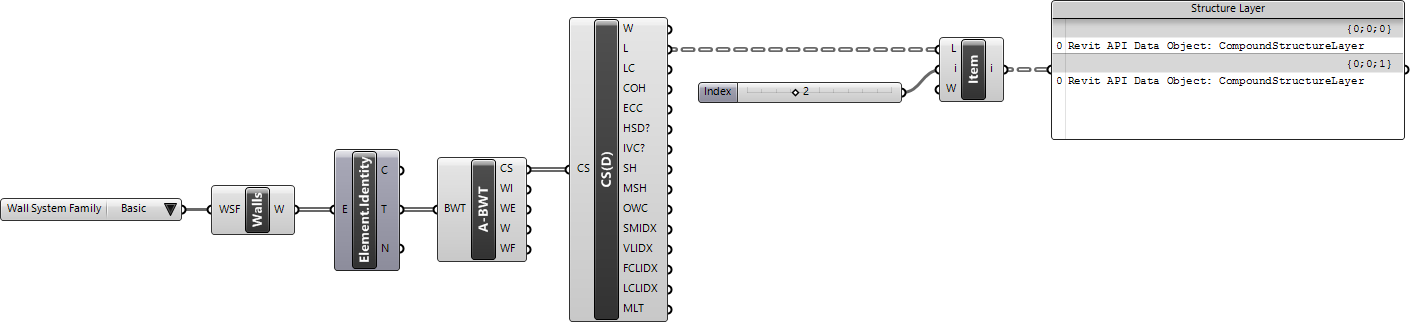 Wall System Family Basic
WSF Walls W
E Element.Identity C
T
N
BWT A-BWT CS
WI
WE
W
WF
CS CS(D) W
L
LC
COH
ECC
HSD?
IVC?
SH
MSH
OWC
SMIDX
VLIDX
FCLIDX
LCLIDX
MLT
Index 2
L
i
W
Item
i
Structure Layer
{0;0;0}
0 Revit API Data Object: CompoundStructureLayer
{0;0;1}
0 Revit API Data Object: CompoundStructureLayer